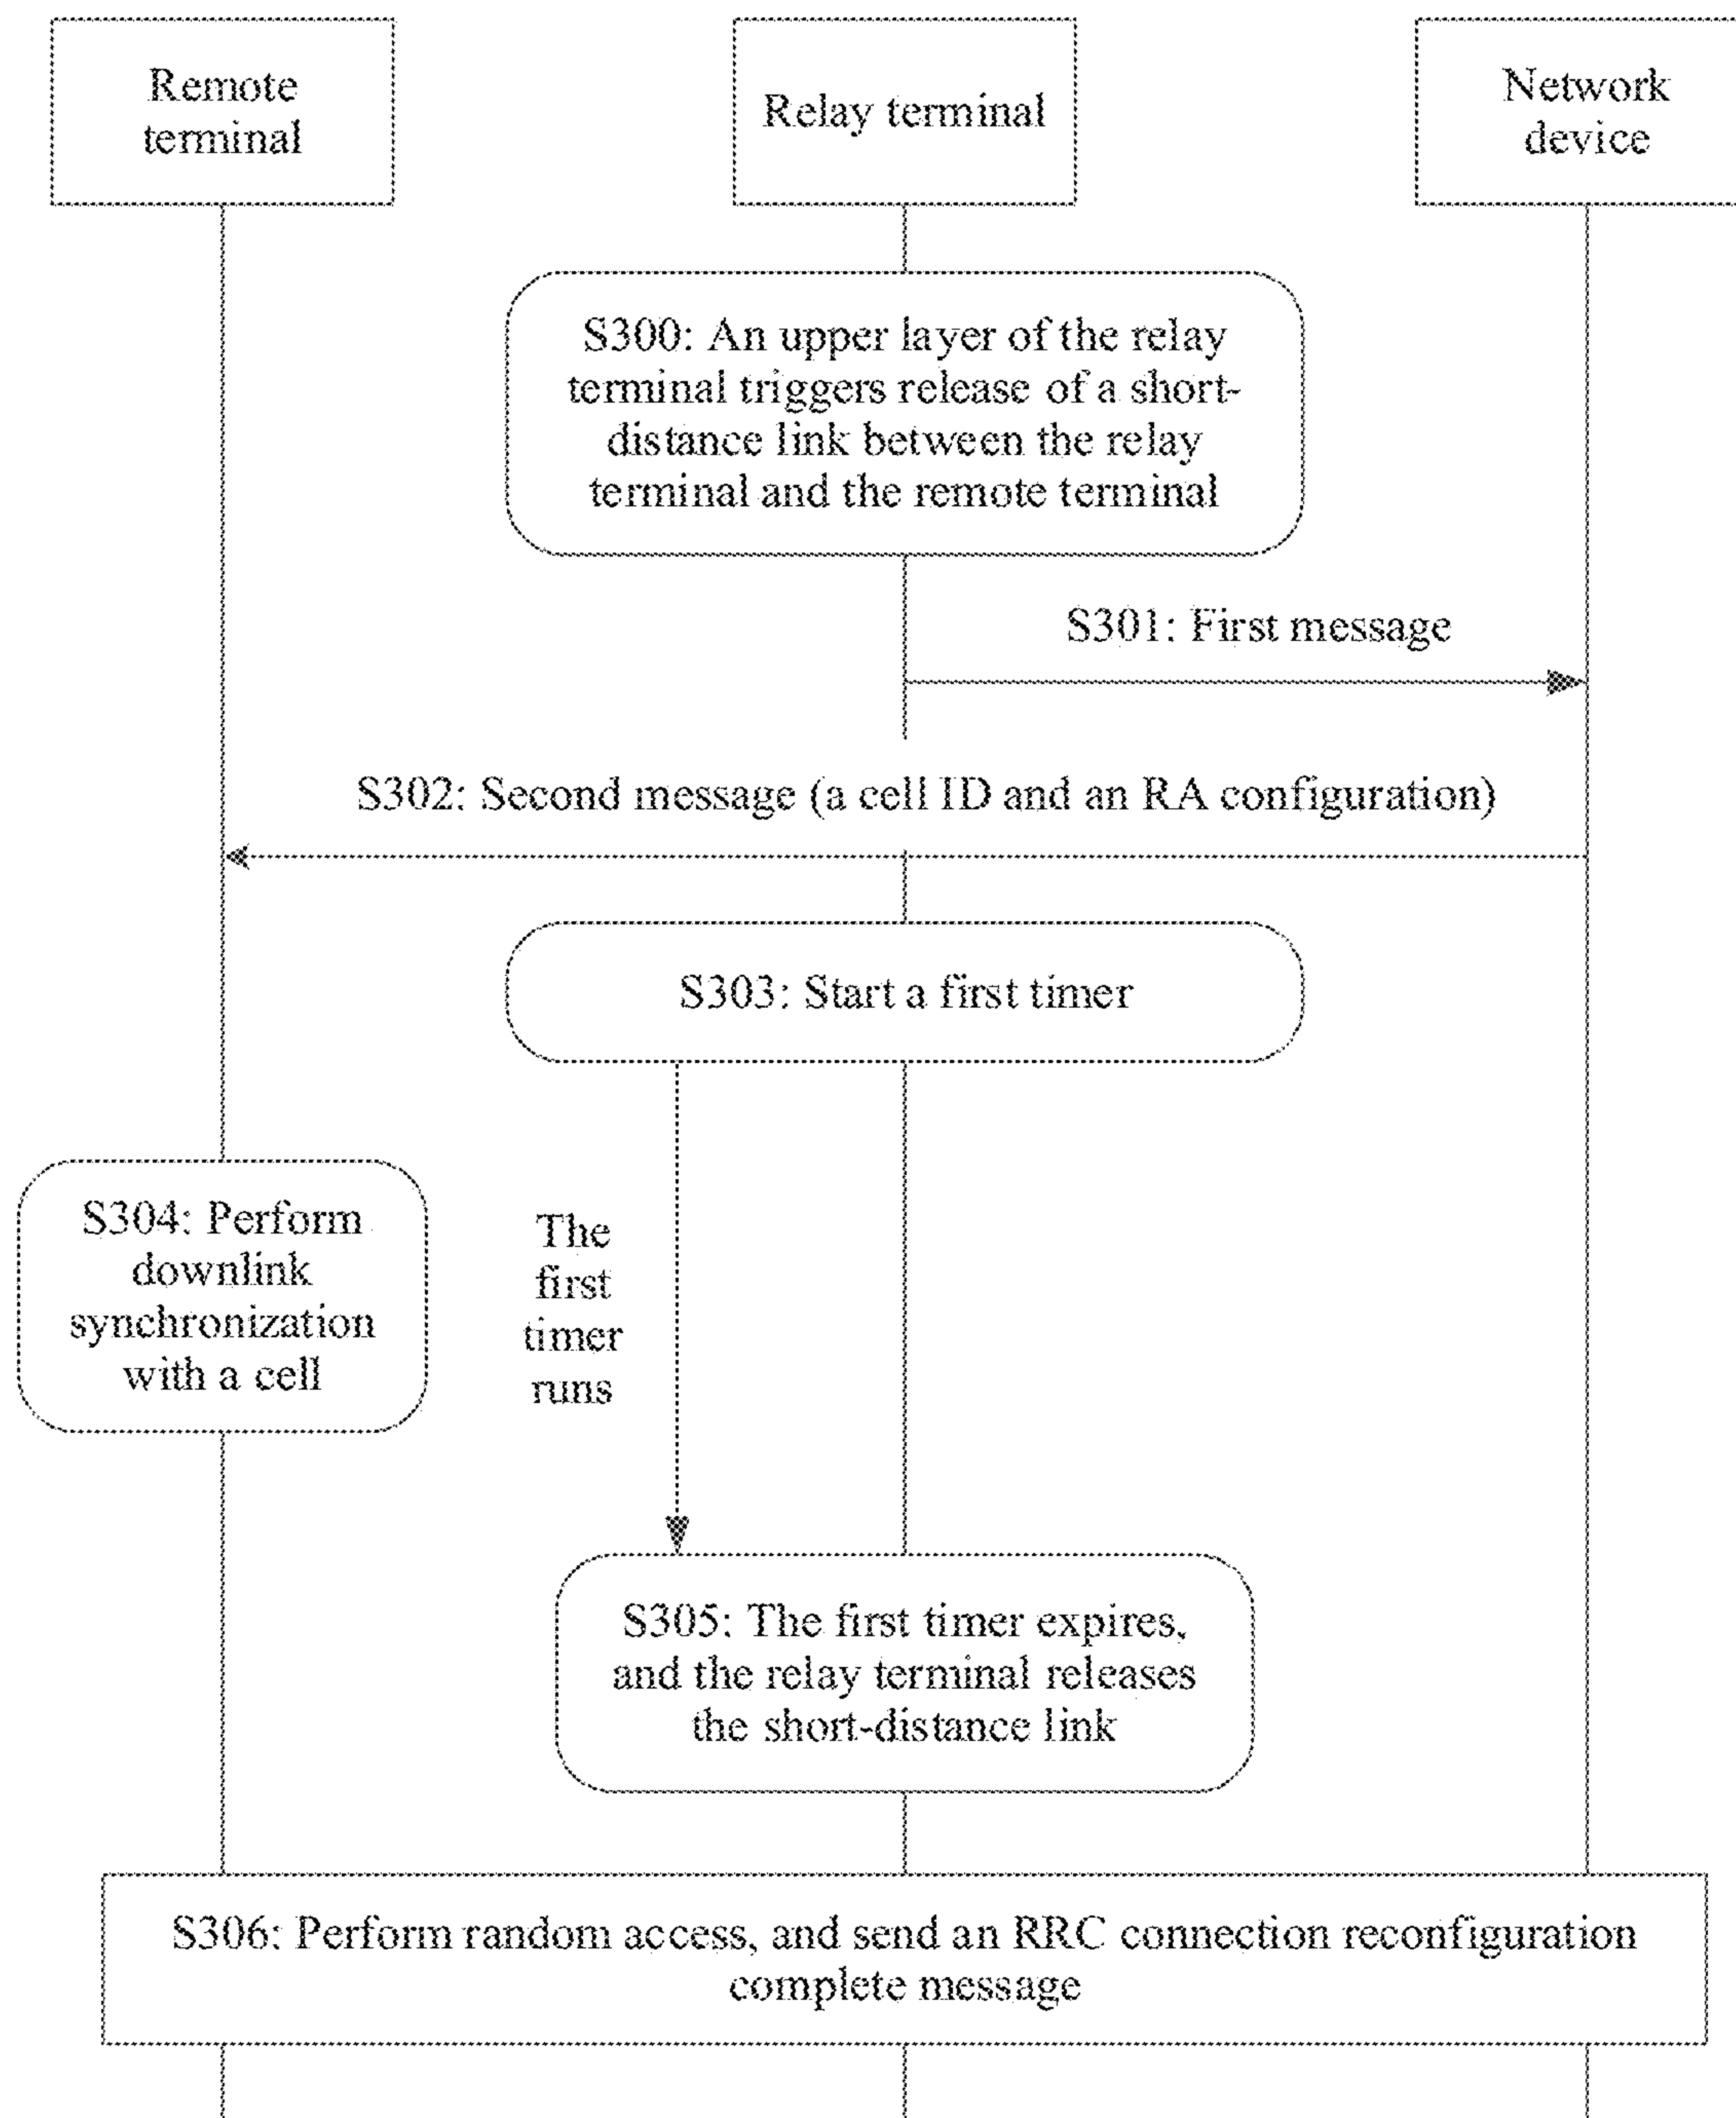 Remote
terminal
Relay terminal
Network
device
S300: An upper layer of the relay
terminal triggers release of a short-
distance link between the relay
terminal and the remote terminal
S301: First message
S302: Second message (a cell ID and an RA configuration)
S303: Start a first timer
S304: Perform
downlink
synchronization
with a cell
The
first
timer
runs
S305: The first timer expires,
and the relay terminal releases
the short-distance link
S306: Perform random access, and send an RRC connection reconfiguration
complete message